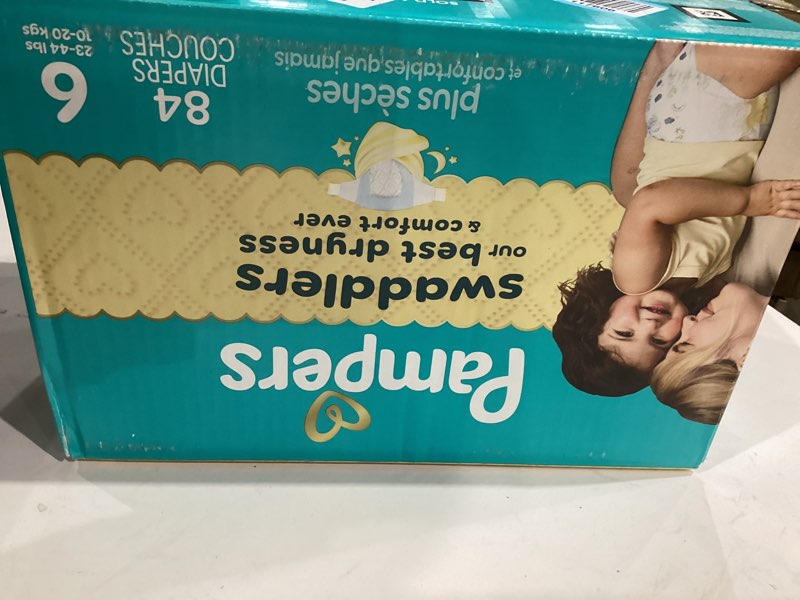 Pampers
swaddlers
our best dryness
& comfort ever
plus sèches
et confortables que jamais
84
DIAPERS
COUCHES
6
23-44 lbs
10-20 kgs